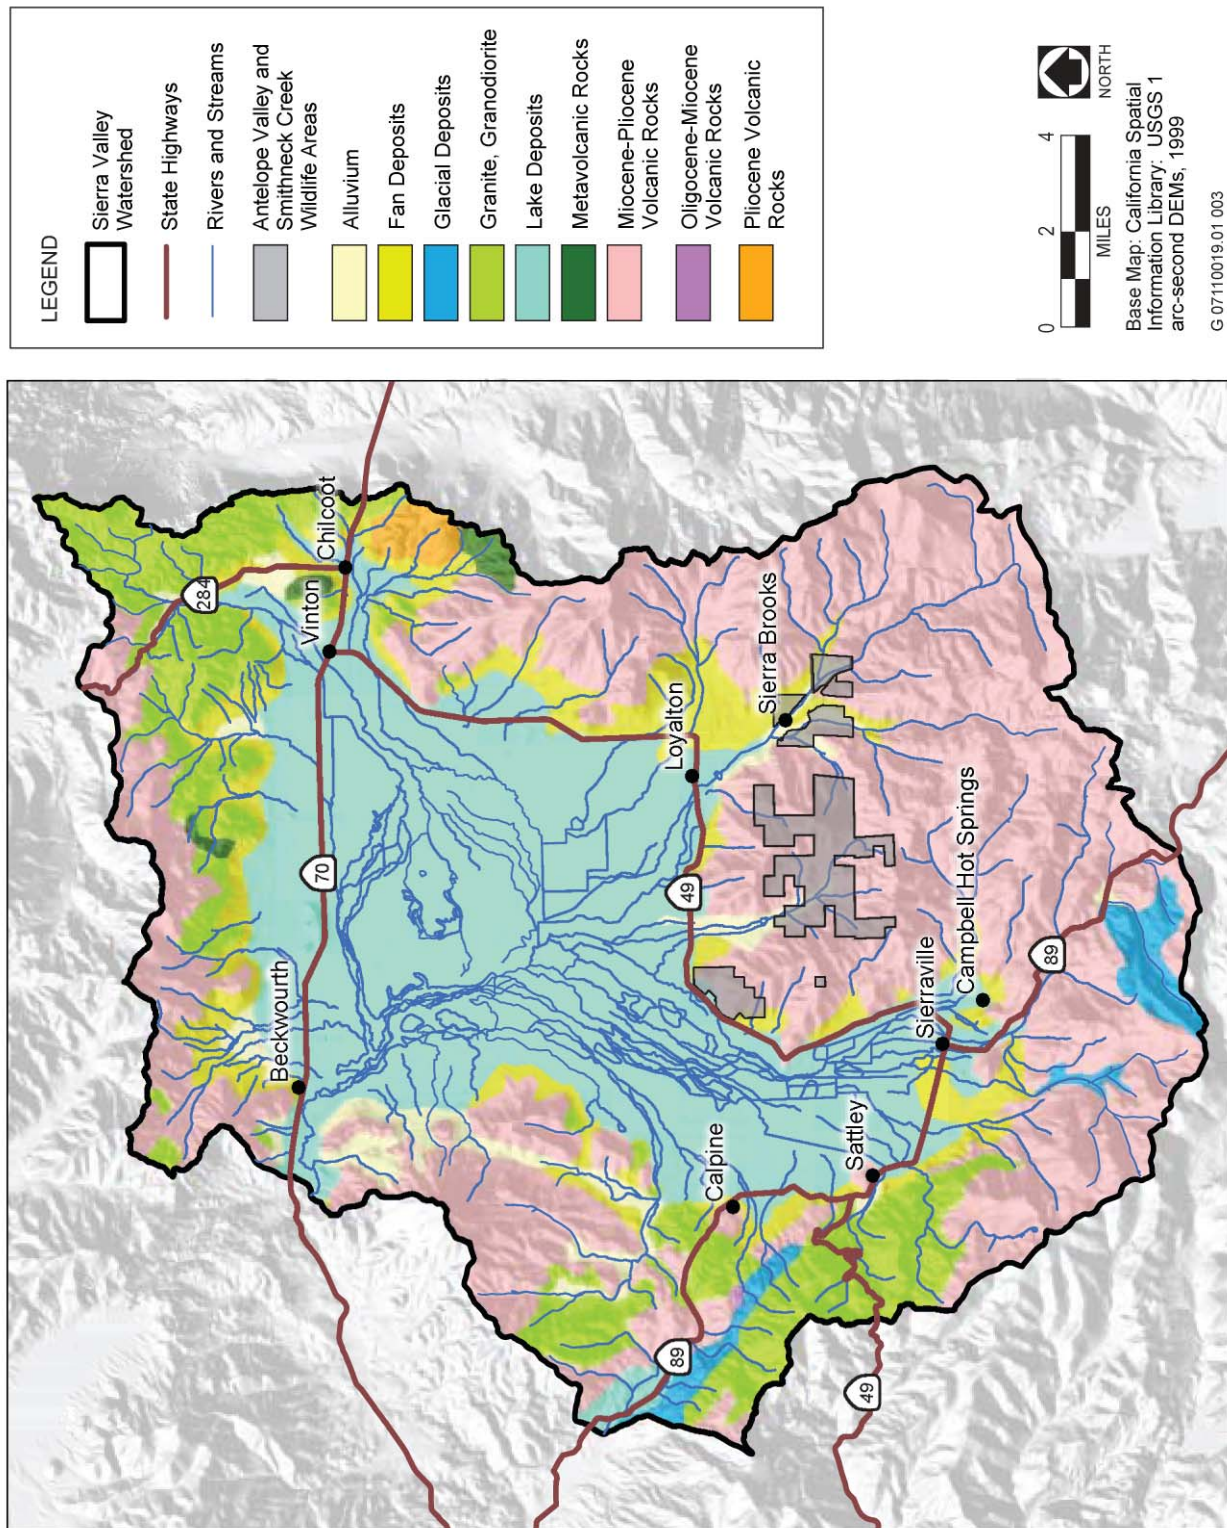 LEGEND
Sierra Valley
Watershed
State Highways
Rivers and Streams
Antelope Valley and
Smithneck Creek
Wildlife Areas
Alluvium
Fan Deposits
Glacial Deposits
Granite, Granodiorite
Lake Deposits
Metavolcanic Rocks
Miocene-Pliocene
Volcanic Rocks
Oligocene-Miocene
Volcanic Rocks
Pliocene Volcanic
Rocks
0
2
4
MILES
NORTH
Base Map: California Spatial
Information Library: USGS 1
arc-second DEMs, 1999
G 07110019.01 003
284
Chilcoot
Vinton
70
Beckwourth
Loyalton
49
Sierra Brooks
Calpine
89
Sattley
Sierraville
Campbell Hot Springs
89
49